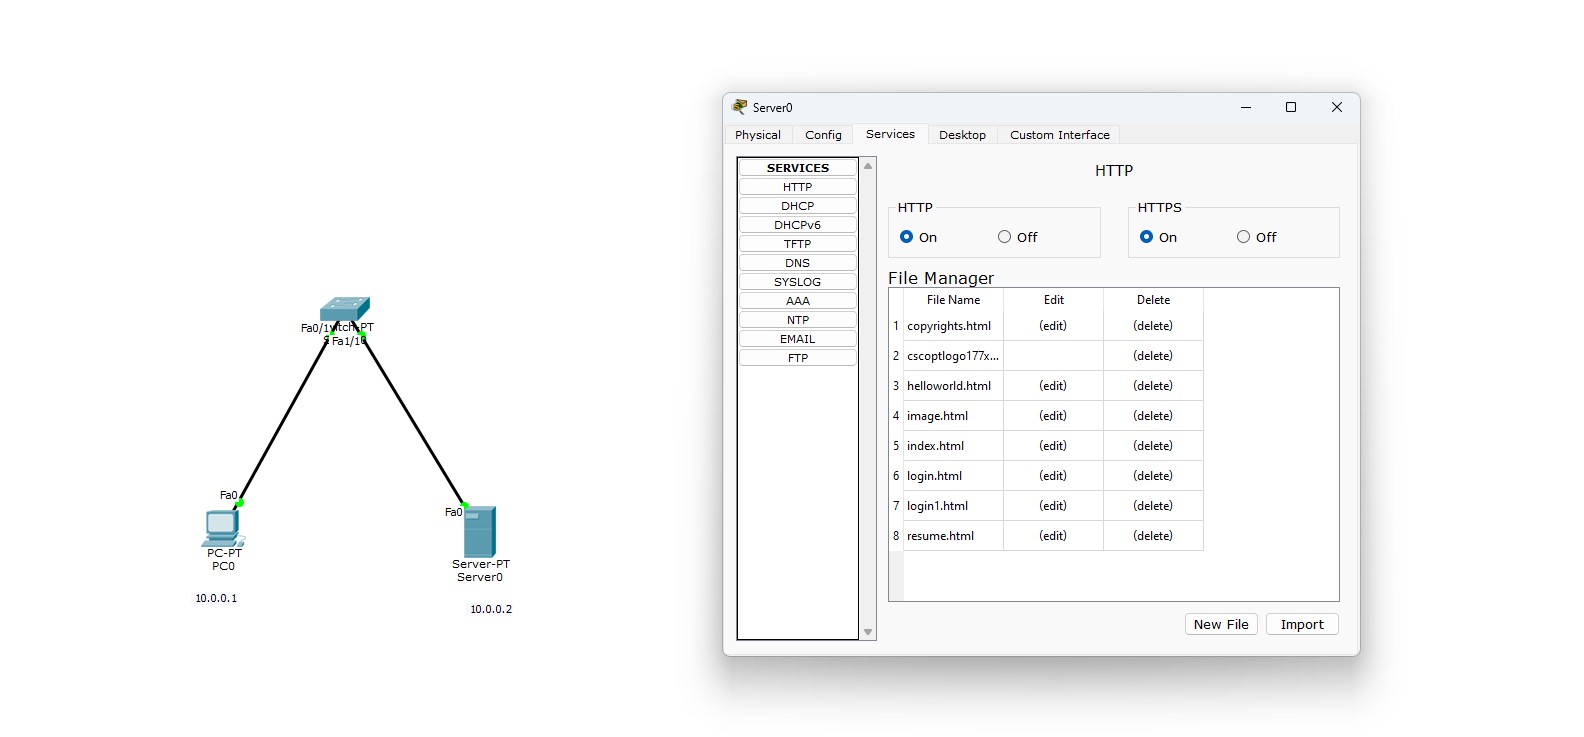 Fa0/1 vitch-PT
Fa1/1
Fa0
PC-PT
PC0
10.0.0.1
Fa0
Server-PT
Server0
10.0.0.2
Server0
Physical Config Services Desktop Custom Interface
SERVICES
HTTP
DHCP
DHCPv6
TFTP
DNS
SYSLOG
AAA
NTP
EMAIL
FTP
HTTP
HTTP
On Off
HTTPS
On Off
File Manager
File Name Edit Delete
1 copyrights.html (edit) (delete)
2 cscoptlogo177x... (delete)
3 helloworld.html (edit) (delete)
4 image.html (edit) (delete)
5 index.html (edit) (delete)
6 login.html (edit) (delete)
7 login1.html (edit) (delete)
8 resume.html (edit) (delete)
New File Import